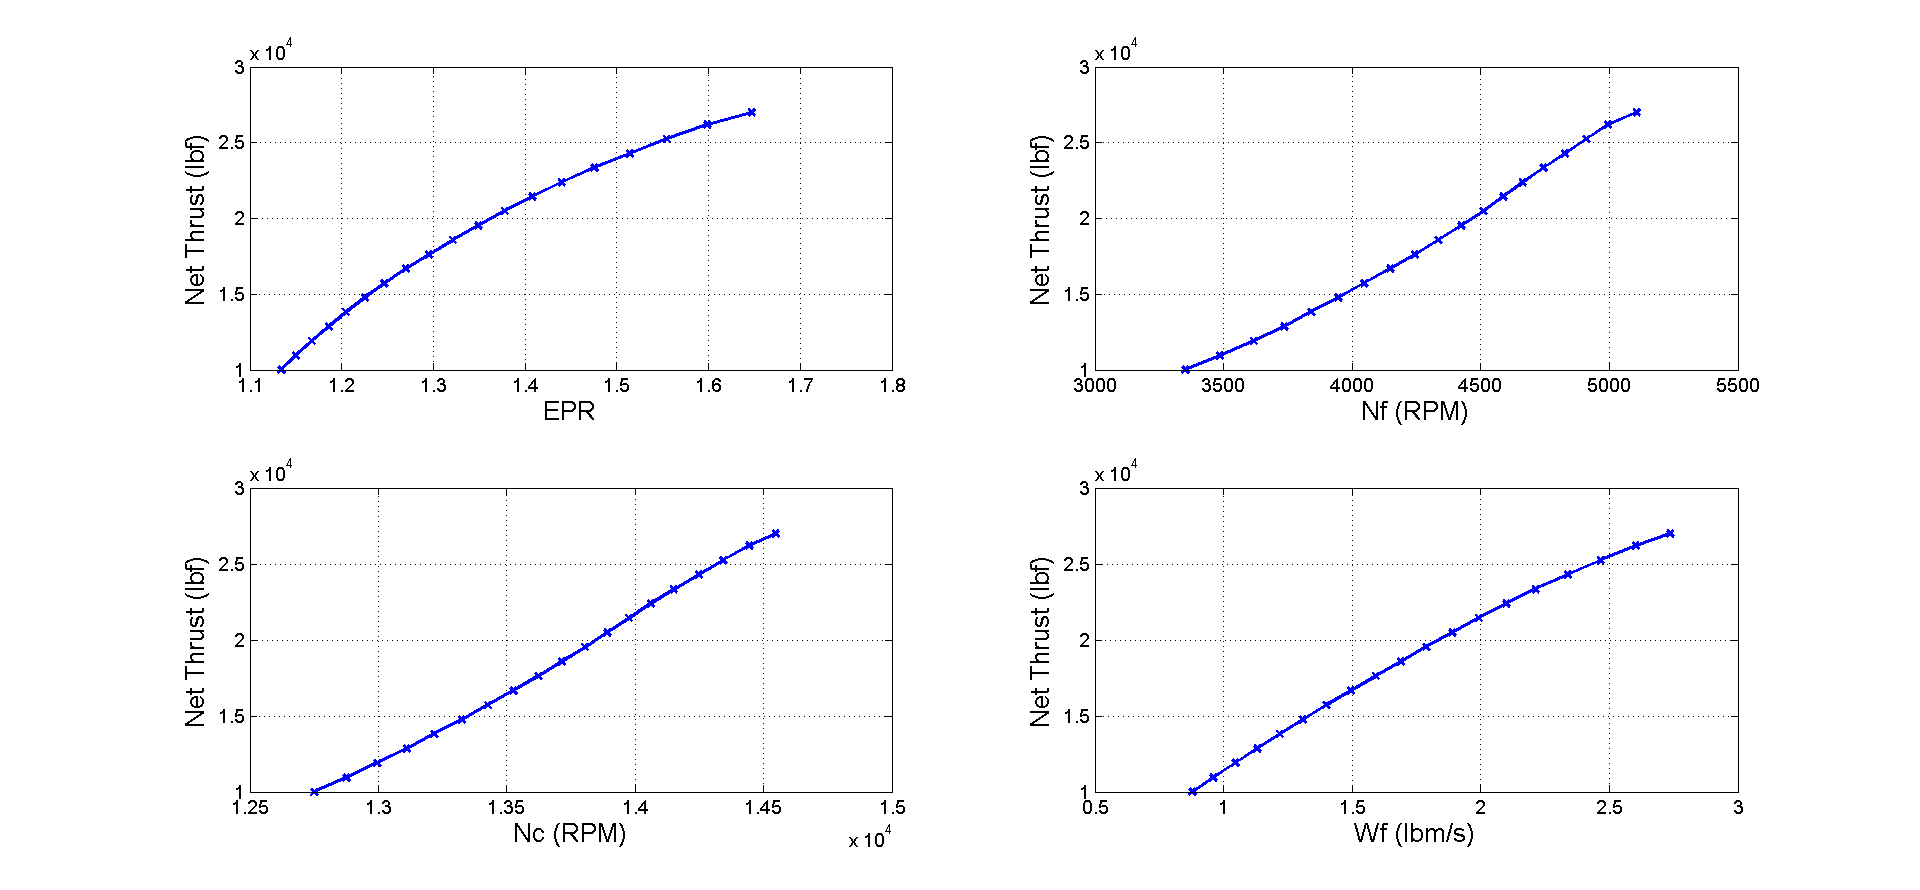 x 10^4
3
2.5
2
1.5
1
Net Thrust (lbf)
1.1 1.2 1.3 1.4 1.5 1.6 1.7 1.8
EPR
x 10^4
3
2.5
2
1.5
1
Net Thrust (lbf)
3000 3500 4000 4500 5000 5500
Nf (RPM)
x 10^4
3
2.5
2
1.5
1
Net Thrust (lbf)
1.25 1.3 1.35 1.4 1.45 1.5
Nc (RPM)
x 10^4
x 10^4
3
2.5
2
1.5
1
Net Thrust (lbf)
0.5 1 1.5 2 2.5 3
Wf (lbm/s)